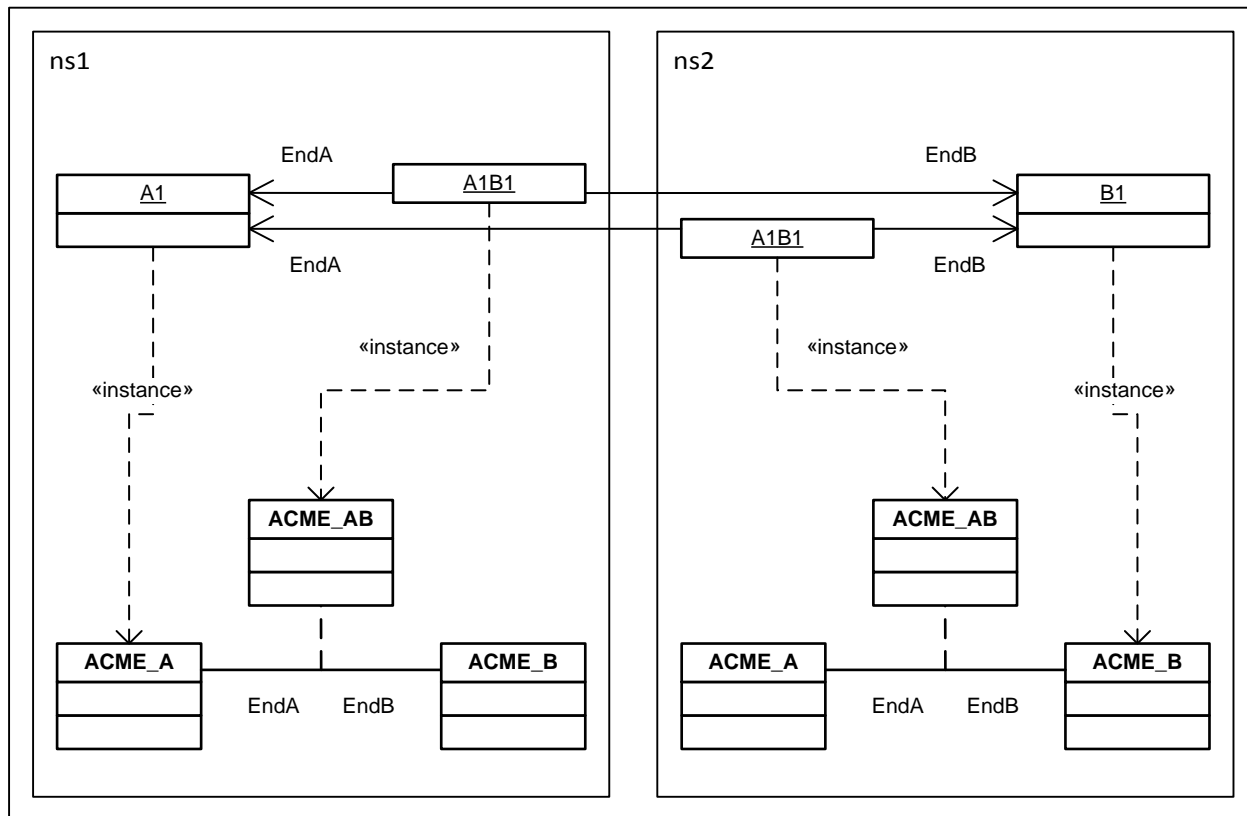 ns1
ns2
EndA
EndB
A1
A1B1
B1
A1B1
EndA
EndB
«instance»
«instance»
«instance»
«instance»
ACME_AB
ACME_AB
ACME_A
ACME_B
ACME_A
ACME_B
EndA
EndB
EndA
EndB